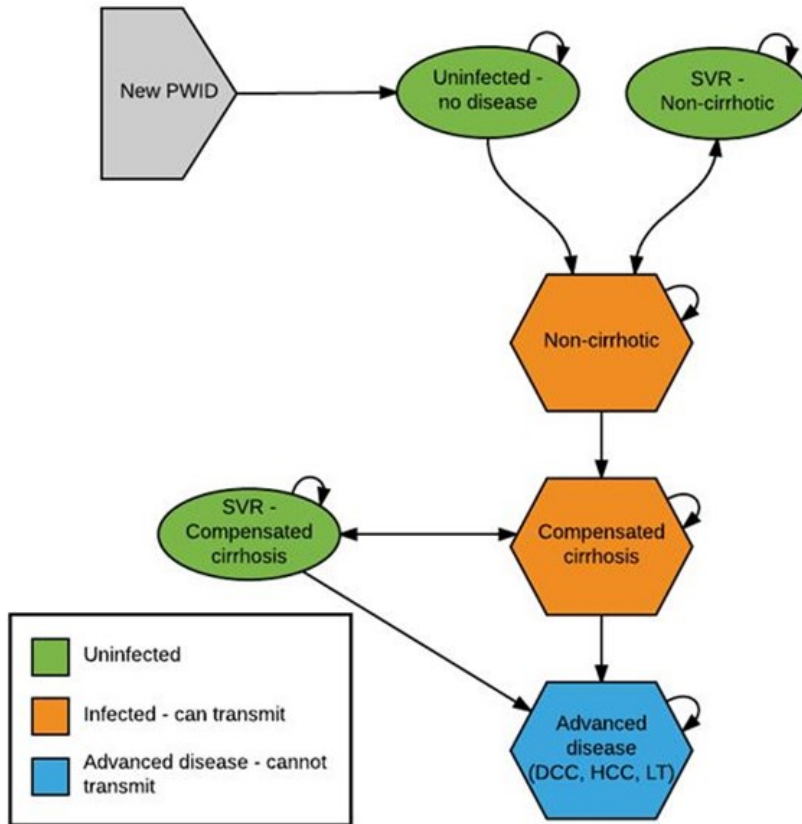 New PWID
Uninfected -
no disease
SVR -
Non-cirrhotic
Non-cirrhotic
SVR -
Compensated
cirrhosis
Compensated
cirrhosis
Uninfected
Infected - can transmit
Advanced disease - cannot
transmit
Advanced
disease
(DCC, HCC, LT)